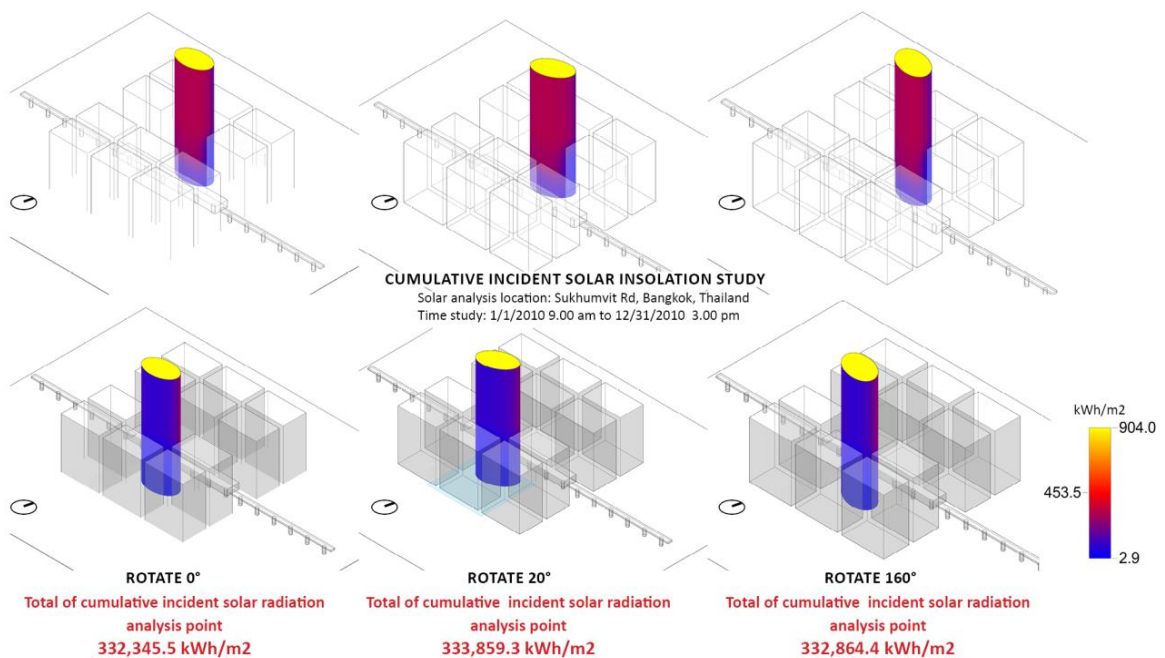 CUMULATIVE INCIDENT SOLAR INSOLATION STUDY
Solar analysis location: Sukhumvit Rd, Bangkok, Thailand
Time study: 1/1/2010 9.00 am to 12/31/2010 3.00 pm
kWh/m2
904.0
453.5
2.9
ROTATE 0°
Total of cumulative incident solar radiation
analysis point
332,345.5 kWh/m2
ROTATE 20°
Total of cumulative incident solar radiation
analysis point
333,859.3 kWh/m2
ROTATE 160°
Total of cumulative incident solar radiation
analysis point
332,864.4 kWh/m2